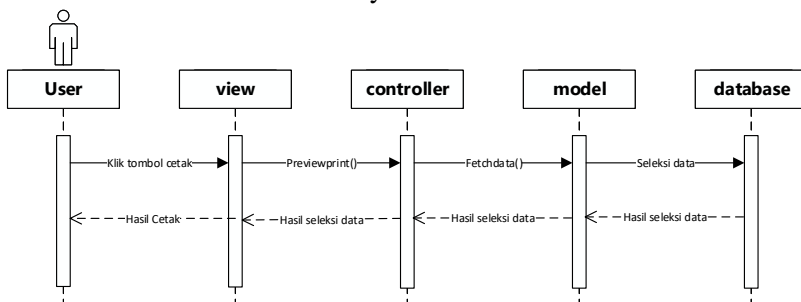 User
view
controller
model
database
Klik tombol cetak
Previewprint()
Fetchdata()
Seleksi data
Hasil Cetak
Hasil seleksi data
Hasil seleksi data
Hasil seleksi data